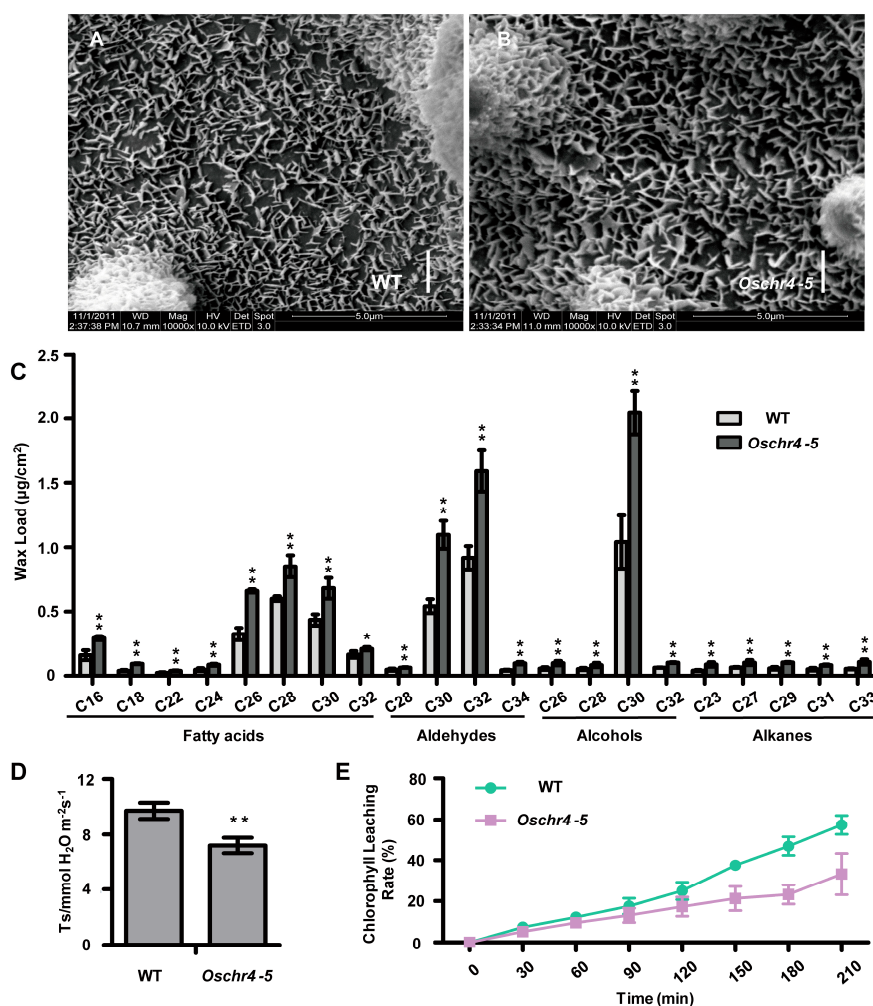 A
B
WT
Oschr4-5
11/1/2011 WD Mag HV Det Spot
2:37:38 PM 10.7 mm 10000x 10.0 kV ETD 3.0
5.0µm
11/1/2011 WD Mag HV Det Spot
2:33:34 PM 11.0 mm 10000x 10.0 kV ETD 3.0
5.0µm
C
Wax Load (µg/cm²)
2.5
2.0
1.5
1.0
0.5
0
WT
Oschr4-5
** ** ** ** ** ** ** * ** ** ** ** ** ** ** ** ** ** ** ** **
C16 C18 C22 C24 C26 C28 C30 C32 C28 C30 C32 C34 C26 C28 C30 C32 C23 C27 C29 C31 C33
Fatty acids Aldehydes Alcohols Alkanes
D
Ts/mmol H₂O m⁻²s⁻¹
12
8
4
0
**
WT Oschr4-5
E
Chlorophyll Leaching
Rate (%)
80
60
40
20
0
WT
Oschr4-5
0 30 60 90 120 150 180 210
Time (min)